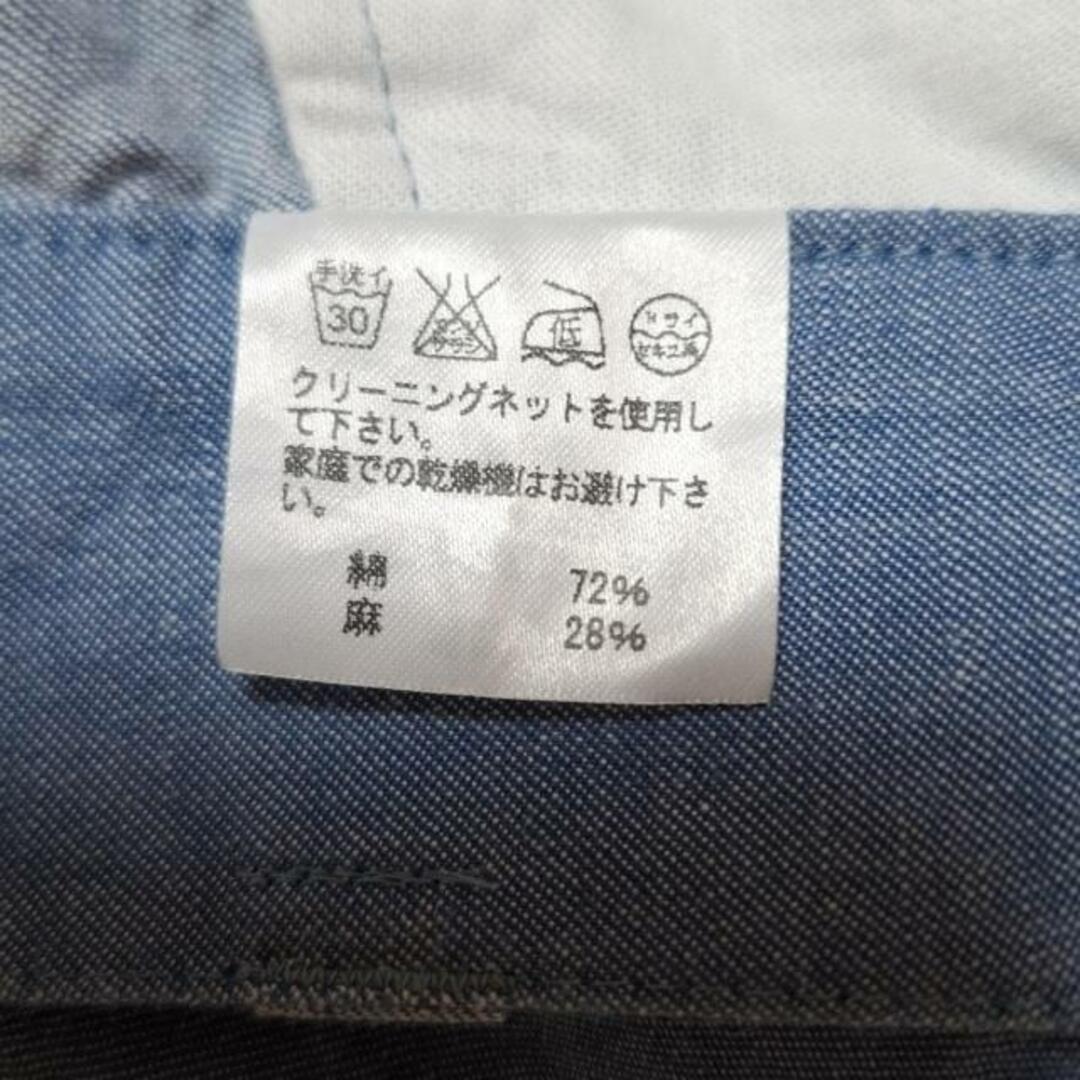 手洗イ
30
低
ドライ
セキユ系
クリーニングネットを使用し
て下さい。
家庭での乾燥機はお避け下さ
い。
綿 72%
麻 28%